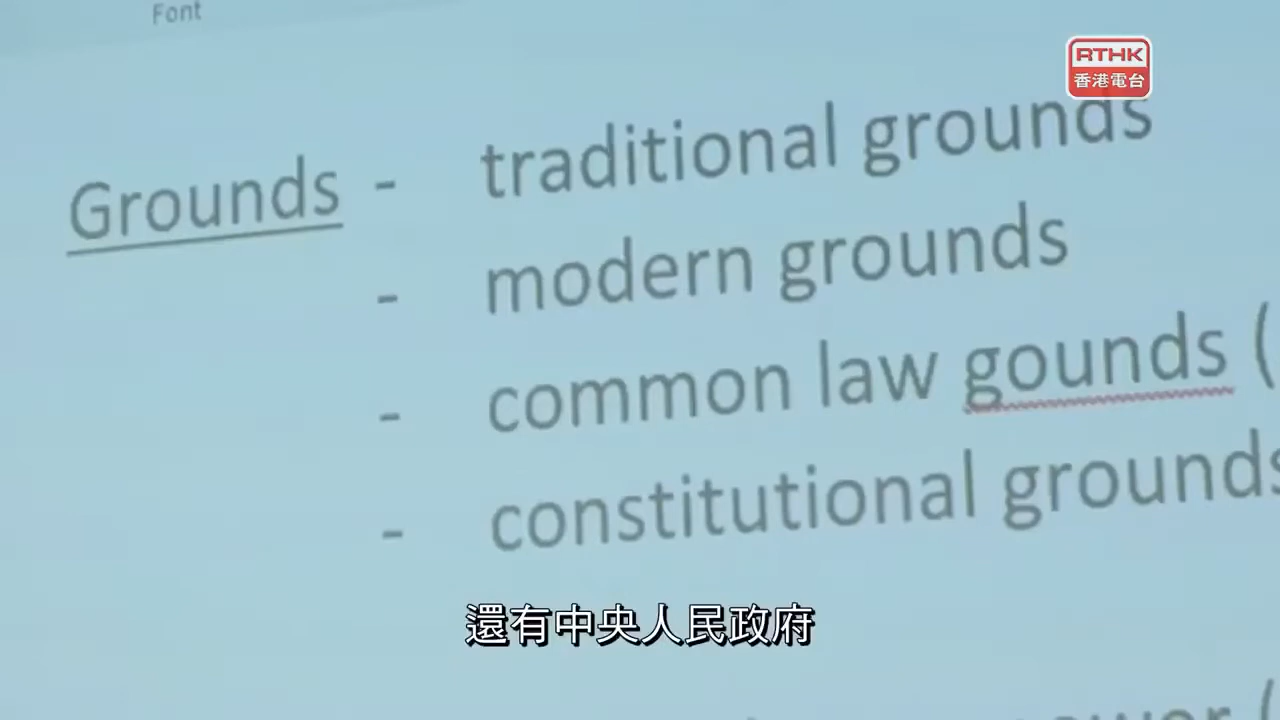 Font
RTHK
香港電台
Grounds - traditional grounds
- modern grounds
- common law gounds (
- constitutional grounds
還有中央人民政府